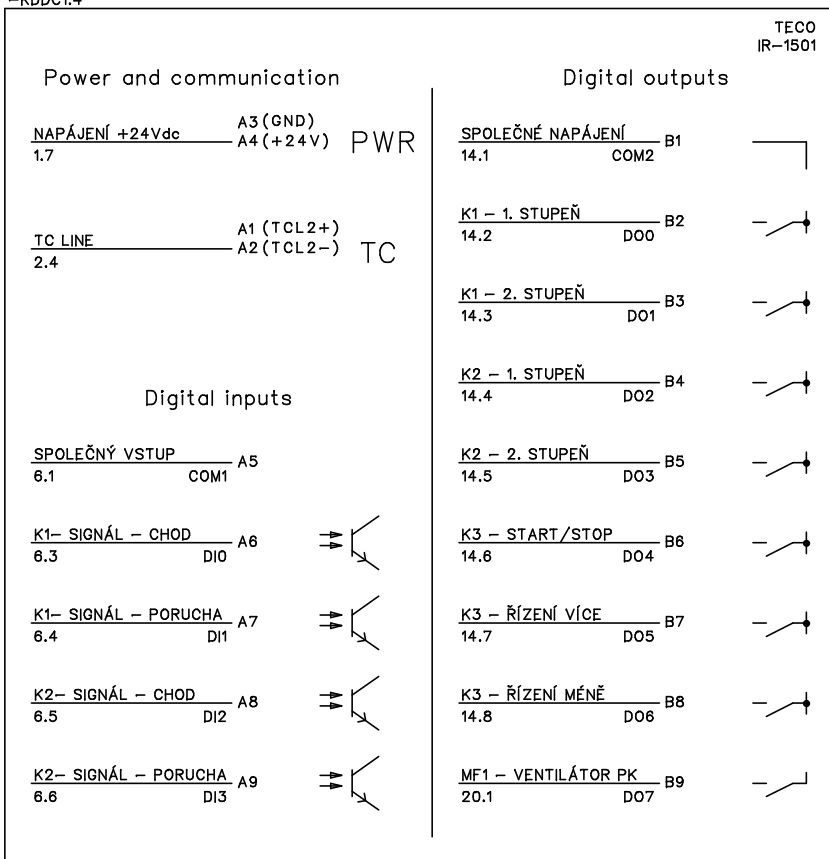 TECO
IR-1501
Power and communication
NAPÁJENÍ +24Vdc
A3(GND)
A4(+24V)
PWR
1.7
TC LINE
A1(TCL2+)
A2(TCL2-)
TC
2.4
Digital inputs
SPOLEČNÝ VSTUP A5
6.1 COM1
K1- SIGNÁL - CHOD A6
6.3 DI0
K1- SIGNÁL - PORUCHA A7
6.4 DI1
K2- SIGNÁL - CHOD A8
6.5 DI2
K2- SIGNÁL - PORUCHA A9
6.6 DI3
Digital outputs
SPOLEČNÉ NAPÁJENÍ B1
14.1 COM2
K1 - 1. STUPEŇ B2
14.2 DO0
K1 - 2. STUPEŇ B3
14.3 DO1
K2 - 1. STUPEŇ B4
14.4 DO2
K2 - 2. STUPEŇ B5
14.5 DO3
K3 - START/STOP B6
14.6 DO4
K3 - ŘÍZENÍ VÍCE B7
14.7 DO5
K3 - ŘÍZENÍ MÉNĚ B8
14.8 DO6
MF1 - VENTILÁTOR PK B9
20.1 DO7